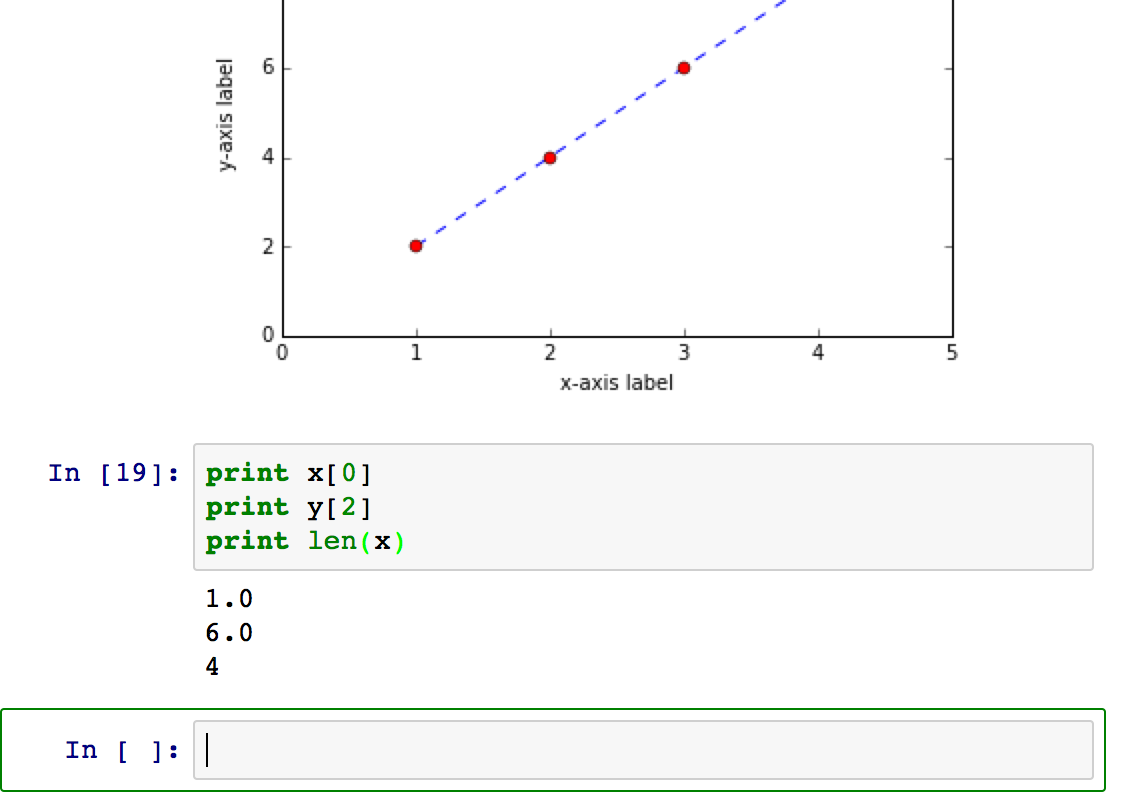 6
y-axis label
4
2
0
0 1 2 3 4 5
x-axis label
In [19]: print x[0]
print y[2]
print len(x)
1.0
6.0
4
In [ ]: